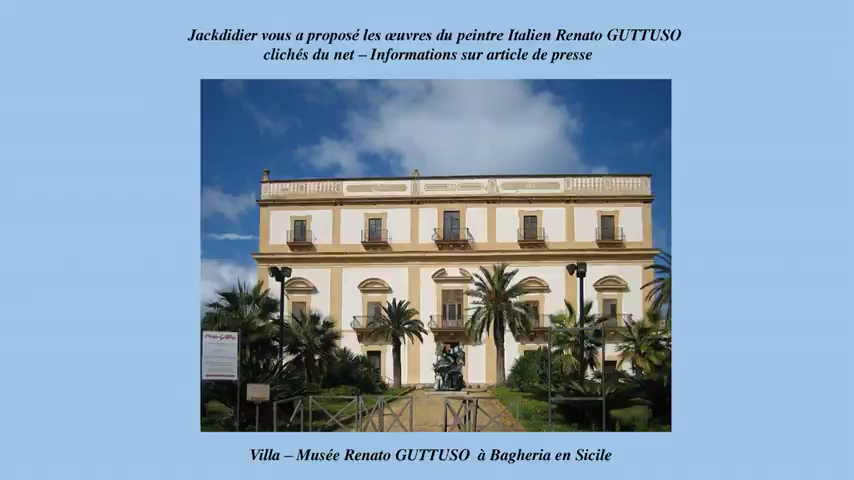 Jackdidier vous a proposé les œuvres du peintre Italien Renato GUTTUSO
clichés du net – Informations sur article de presse
Villa – Musée Renato GUTTUSO à Bagheria en Sicile